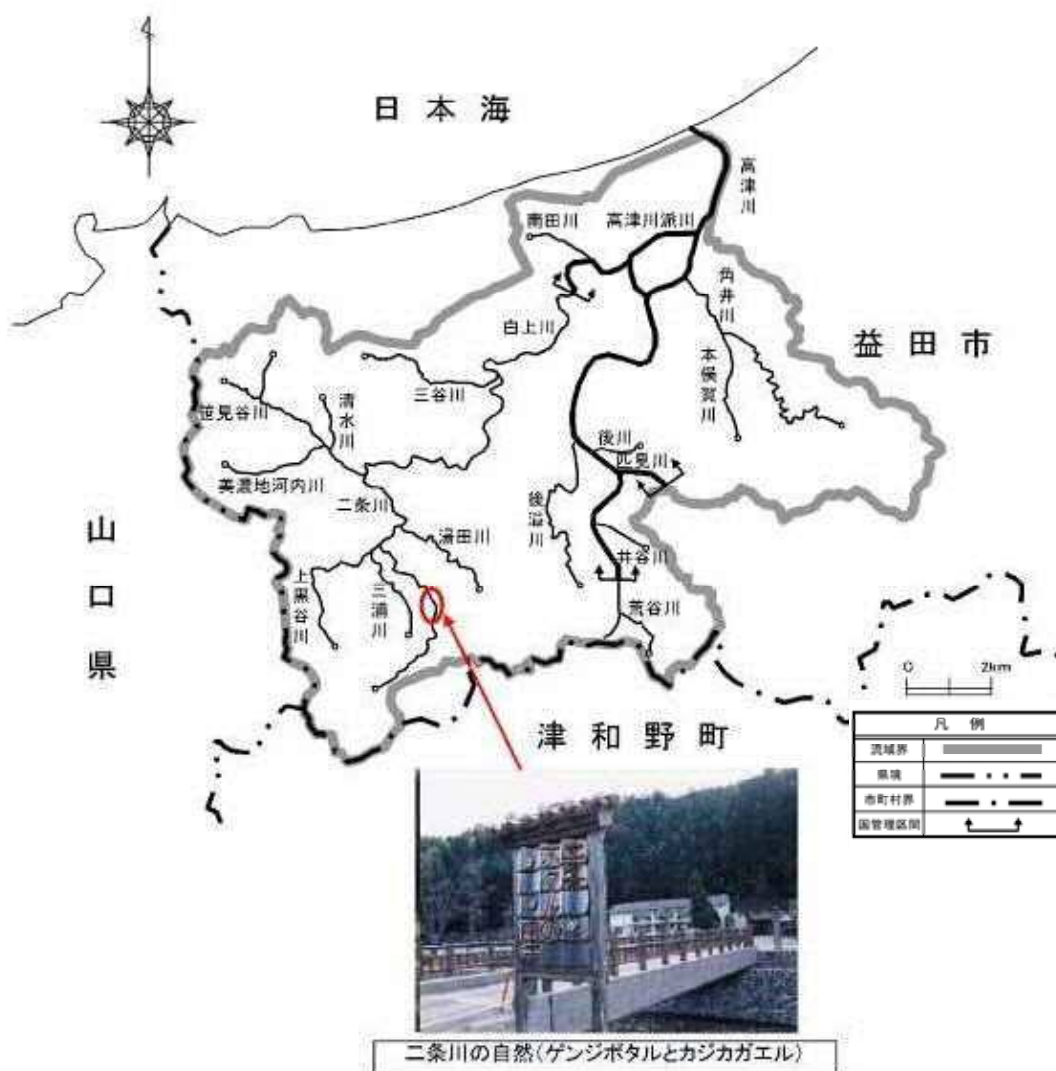 日本海
高津川
南田川
高津川派川
角井川
白上川
益田市
本俣賀川
三谷川
笹見谷川
清水川
後川
匹見川
美濃地河内川
二条川
後溢川
湯田川
山口県
井谷川
上黒谷川
三浦川
荒谷川
0 2km
津和野町
凡例
流域界
県境
市町村界
国管理区間
二条川の自然(ゲンジボタルとカジカガエル)